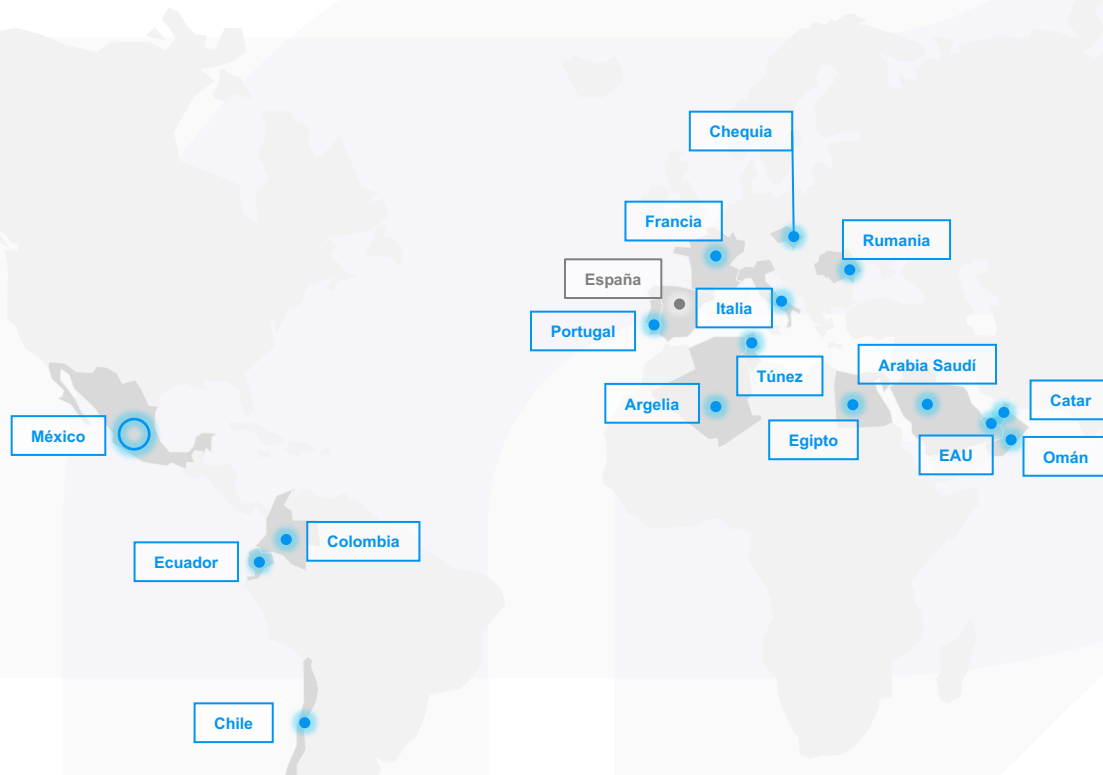 Chequia
Francia
Rumania
España
Italia
Portugal
Túnez
Arabia Saudí
Argelia
Catar
México
Egipto
EAU
Omán
Colombia
Ecuador
Chile